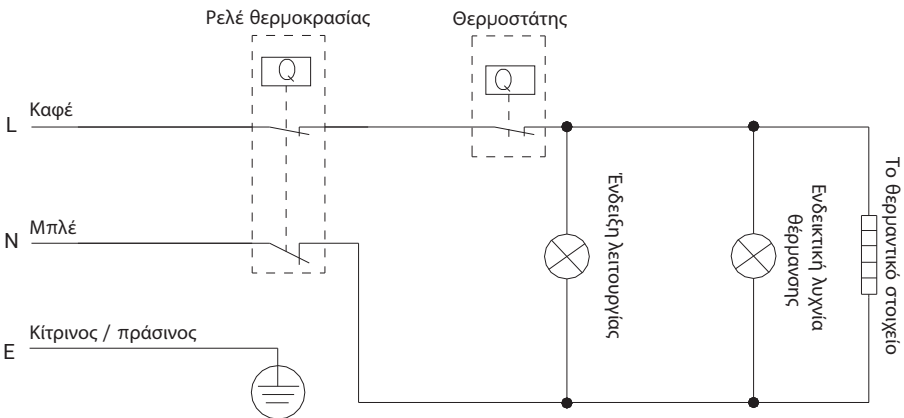 Ρελέ θερμοκρασίας
Θερμοστάτης
Q
Q
L
Καφέ
N
Μπλέ
E
Κίτρινος / πράσινος
Ένδειξη λειτουργίας
Ενδεικτική λυχνία
θέρμανσης
Το θερμαντικό στοιχείο